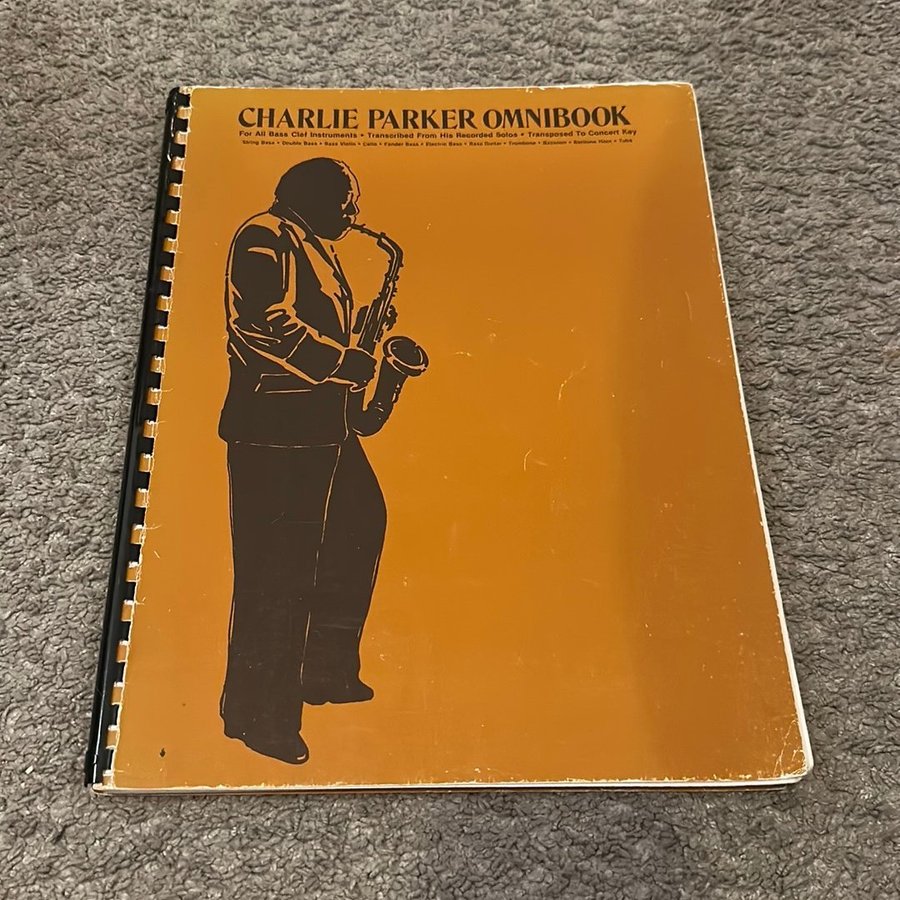 CHARLIE PARKER OMNIBOOK
For All Bass Clef Instruments • Transcribed From His Recorded Solos • Transposed To Concert Key
String Bass • Double Bass • Bass Violin • Cello • Fender Bass • Electric Bass • Bass Guitar • Trombone • Bassoon • Baritone Horn • Tuba